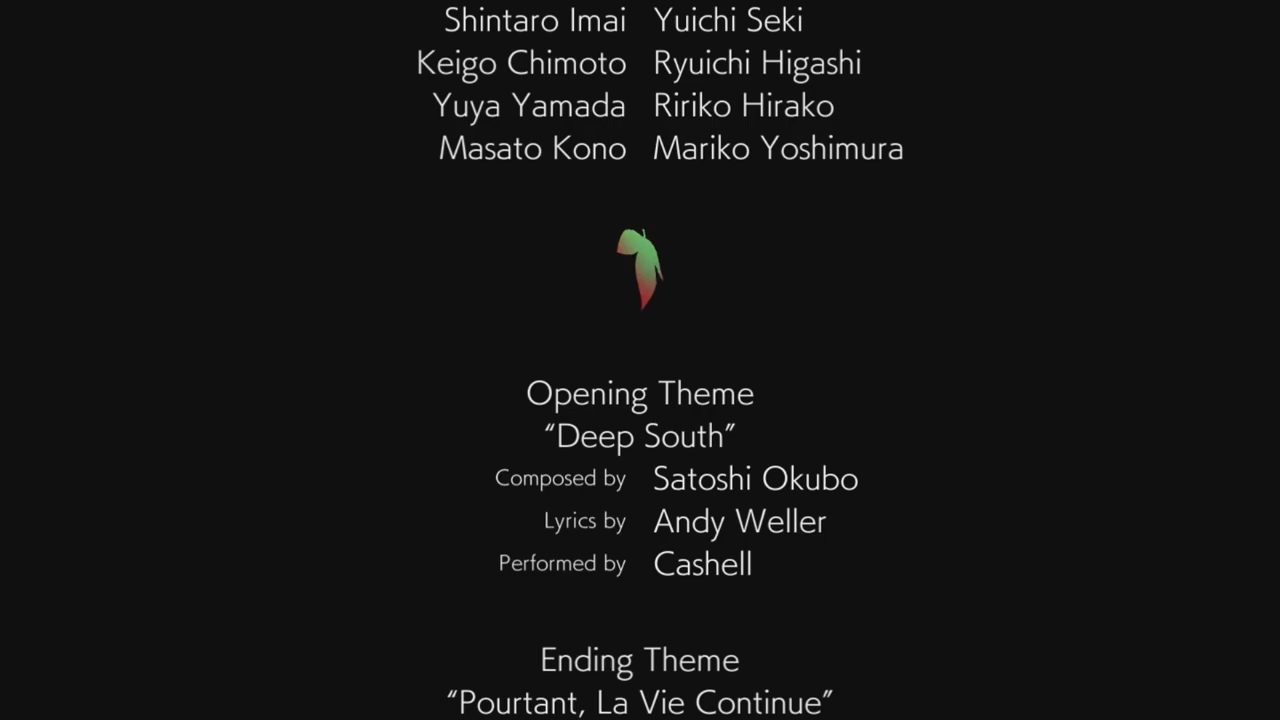 Shintaro Imai Yuichi Seki
Keigo Chimoto Ryuichi Higashi
Yuya Yamada Ririko Hirako
Masato Kono Mariko Yoshimura
Opening Theme
“Deep South”
Composed by Satoshi Okubo
Lyrics by Andy Weller
Performed by Cashell
Ending Theme
“Pourtant, La Vie Continue”